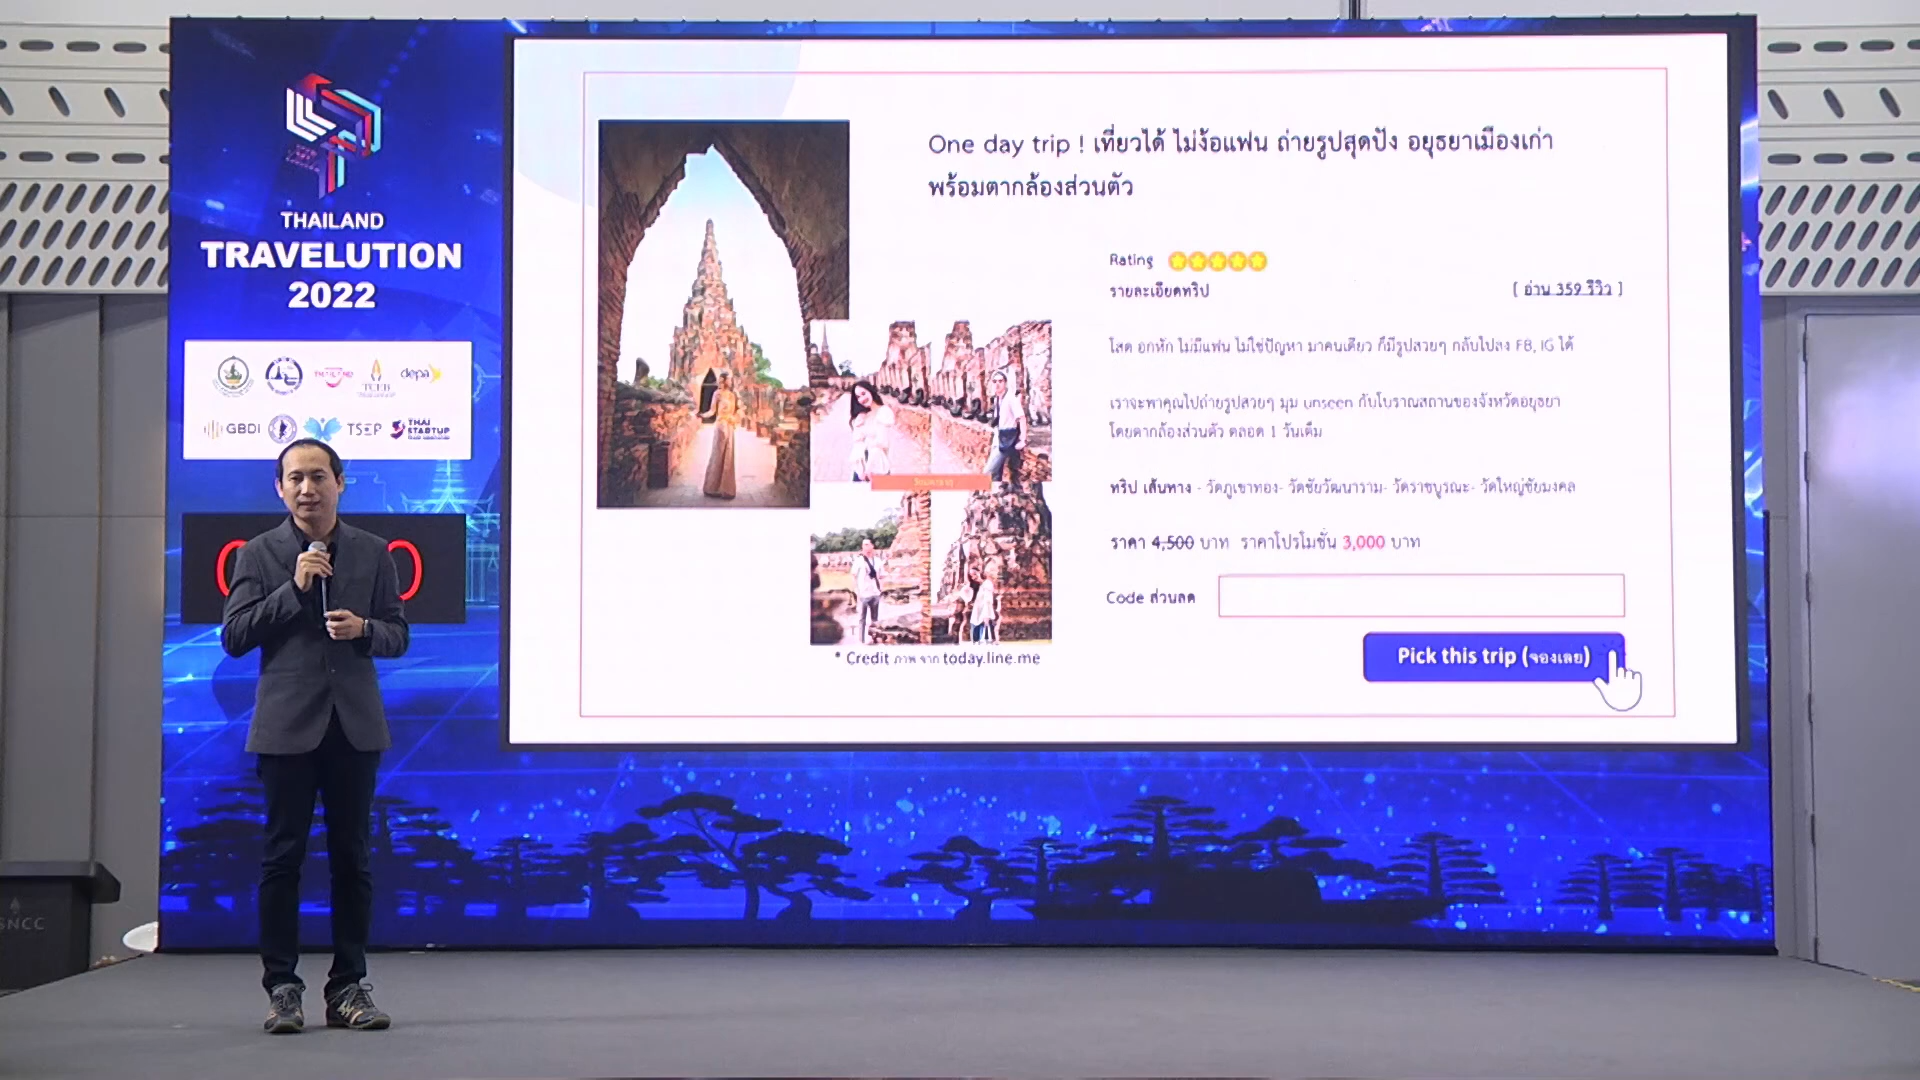 THAILAND
TRAVELUTION
2022
THAILAND
TCEB
depa
GBDI
TSEP
THAI
STARTUP
One day trip ! เที่ยวได้ ไม่ง้อแฟน ถ่ายรูปสุดปัง อยุธยาเมืองเก่า
พร้อมตากล้องส่วนตัว
Rating
รายละเอียดทริป
[ อ่าน 359 รีวิว ]
โสด อกหัก ไม่มีแฟน ไม่ใช่ปัญหา มาคนเดียว ก็มีรูปสวยๆ กลับไปลง FB, IG ได้
เราจะพาคุณไปถ่ายรูปสวยๆ มุม unseen กับโบราณสถานของจังหวัดอยุธยา
โดยตากล้องส่วนตัว ตลอด 1 วันเต็ม
ทริป เส้นทาง - วัดภูเขาทอง- วัดชัยวัฒนาราม- วัดราชบูรณะ- วัดใหญ่ชัยมงคล
ราคา 4,500 บาท ราคาโปรโมชั่น 3,000 บาท
Code ส่วนลด
Pick this trip (จองเลย)
* Credit ภาพ จาก today.line.me
SNCC